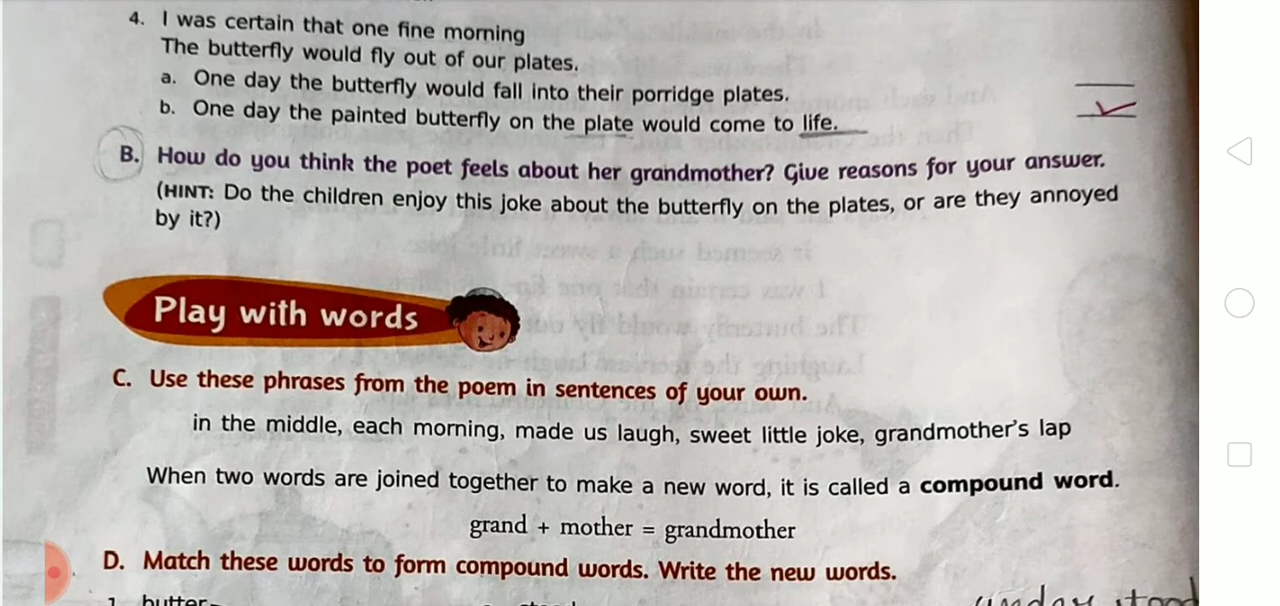 4. I was certain that one fine morning
The butterfly would fly out of our plates.
a. One day the butterfly would fall into their porridge plates.
b. One day the painted butterfly on the plate would come to life.
B. How do you think the poet feels about her grandmother? Give reasons for your answer.
(HINT: Do the children enjoy this joke about the butterfly on the plates, or are they annoyed
by it?)
Play with words
C. Use these phrases from the poem in sentences of your own.
in the middle, each morning, made us laugh, sweet little joke, grandmother's lap
When two words are joined together to make a new word, it is called a compound word.
grand + mother = grandmother
D. Match these words to form compound words. Write the new words.
1. butter